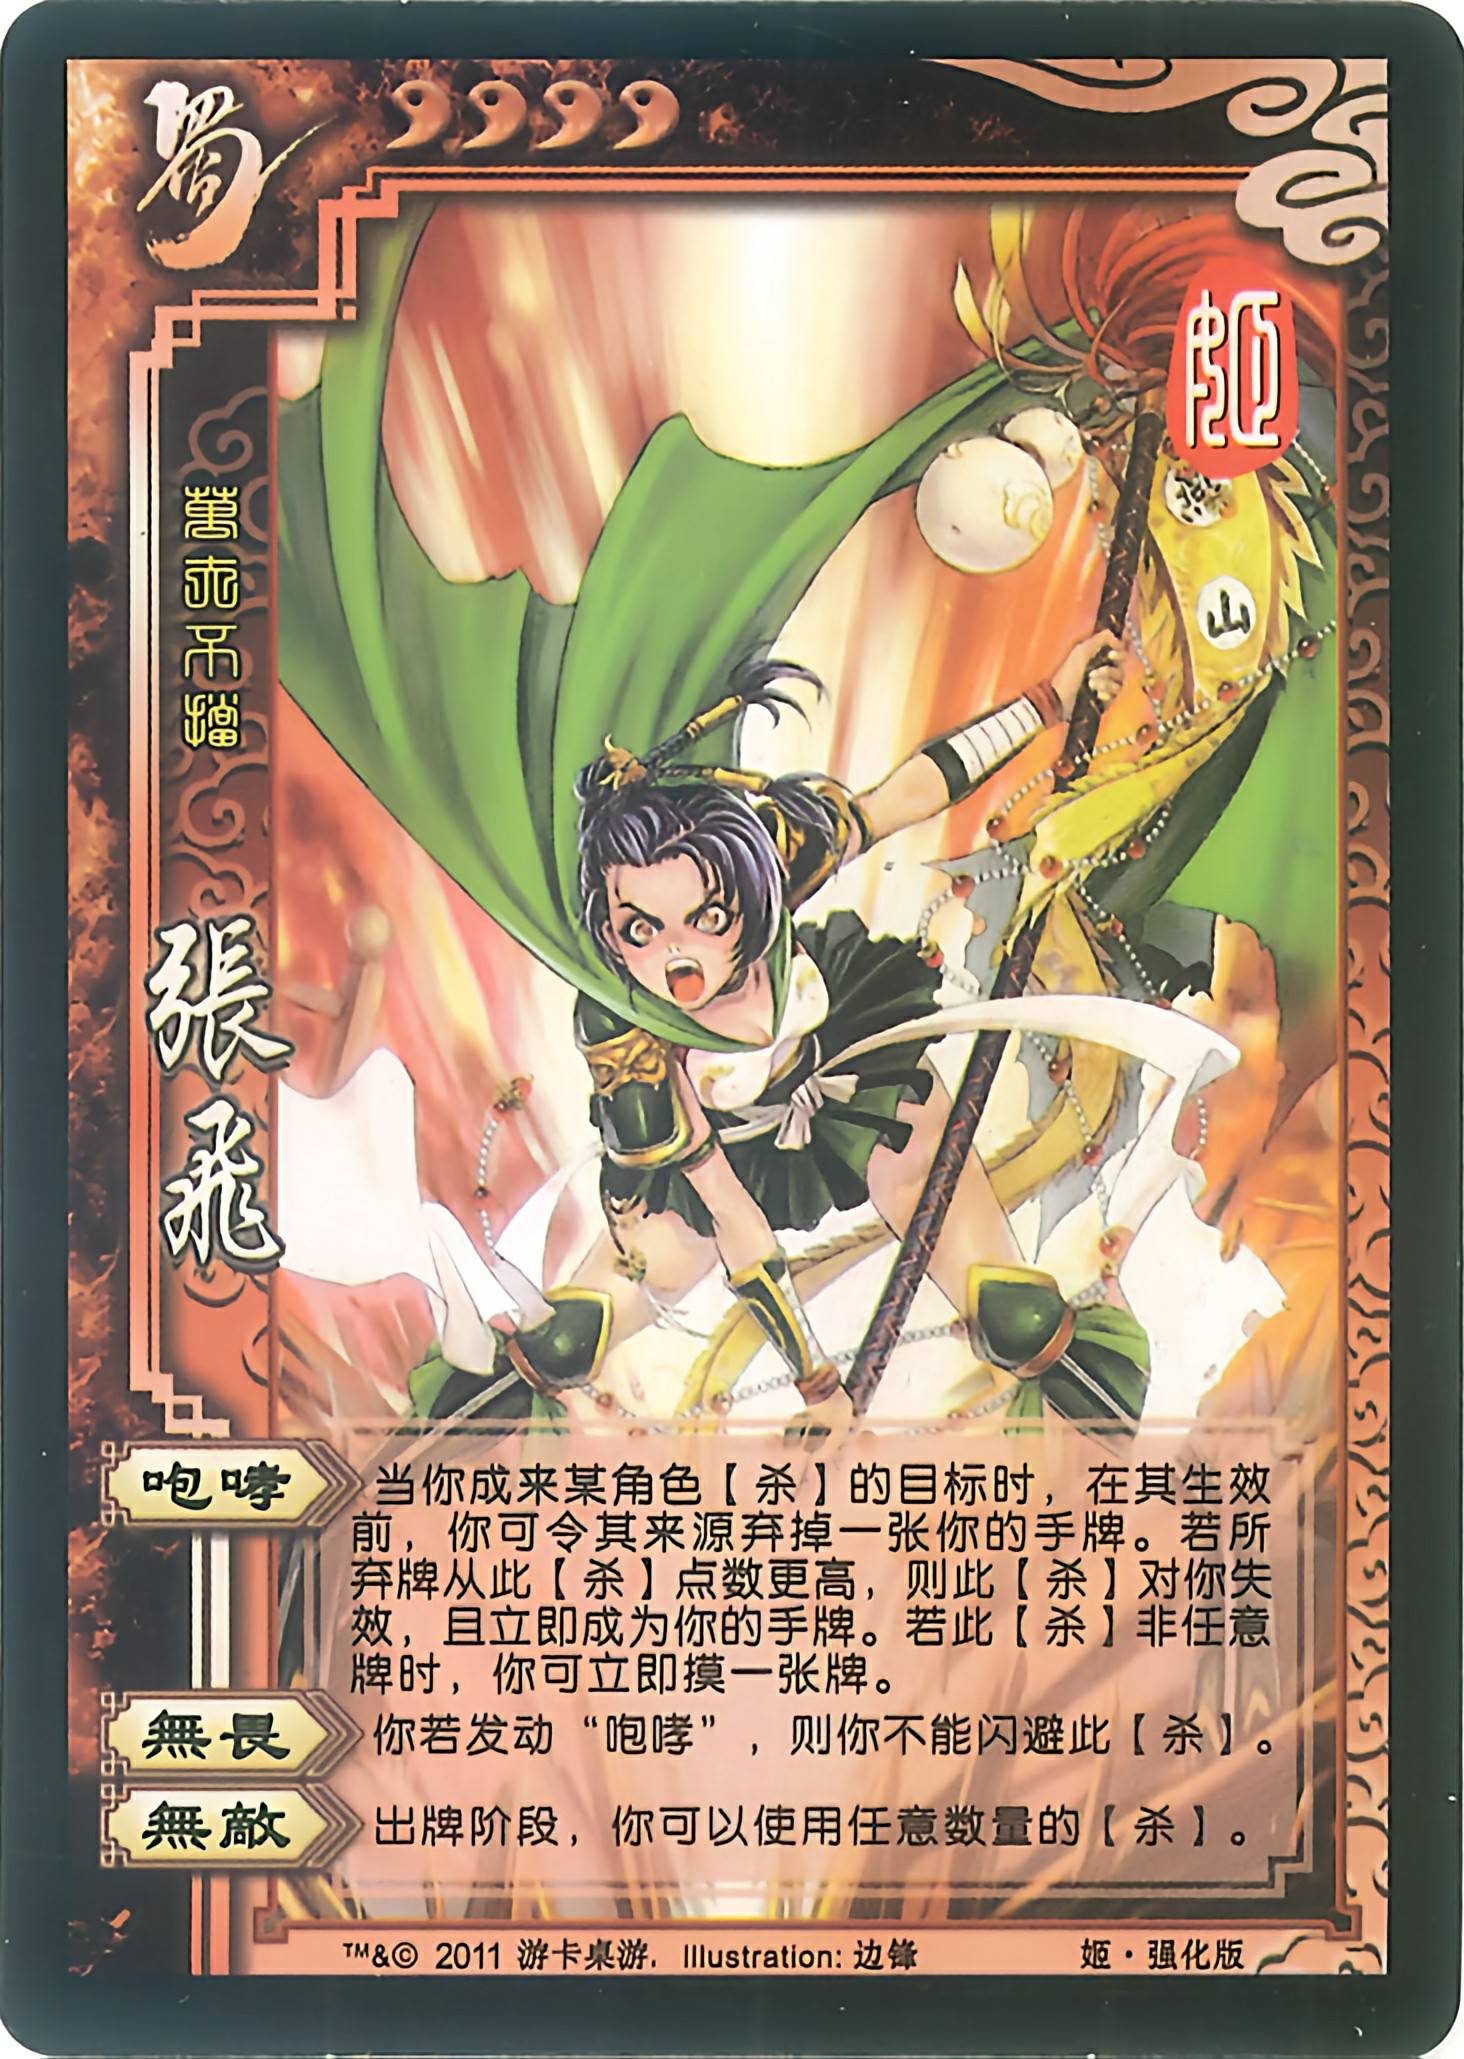 蜀
姬
山
萬夫不擋
張飛
咆哮
当你成来某角色【杀】的目标时，在其生效
前，你可令其来源弃掉一张你的手牌。若所
弃牌从此【杀】点数更高，则此【杀】对你失
效，且立即成为你的手牌。若此【杀】非任意
牌时，你可立即摸一张牌。
無畏
你若发动“咆哮”，则你不能闪避此【杀】。
無敵
出牌阶段，你可以使用任意数量的【杀】。
™&© 2011 游卡桌游. Illustration: 边锋
姬·强化版